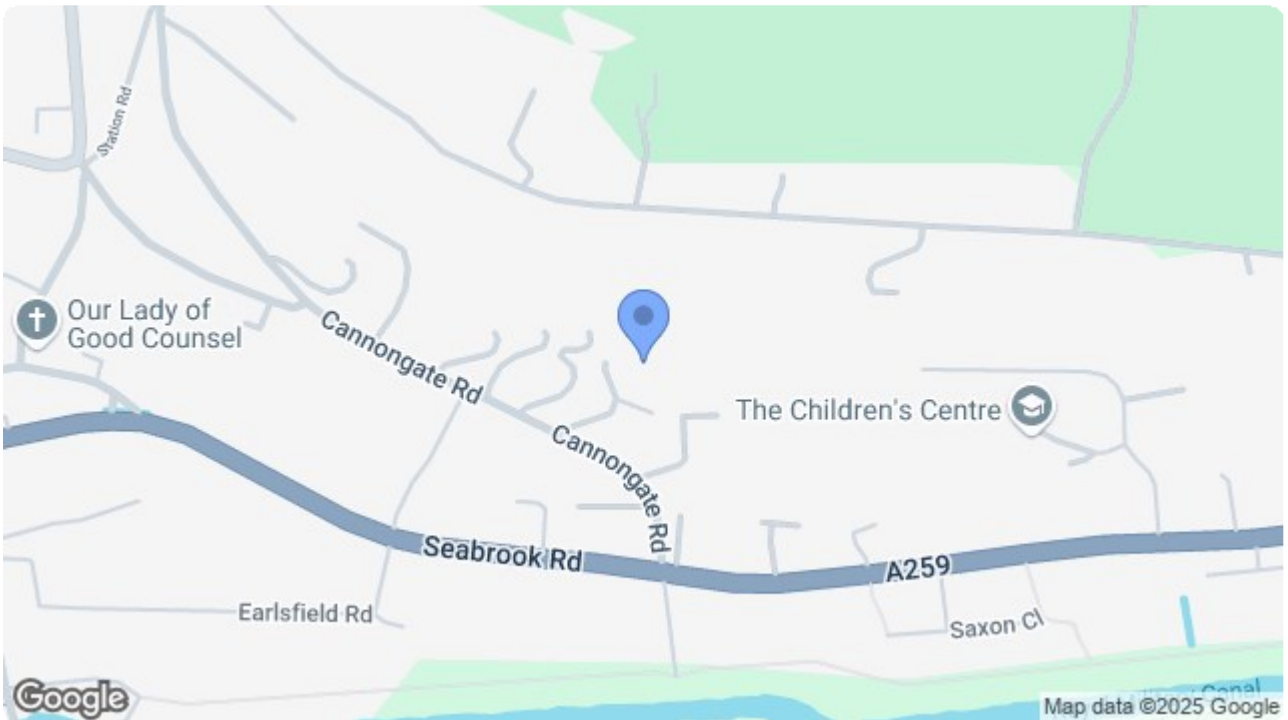 Station Rd
Our Lady of
Good Counsel
Cannongate Rd
The Children's Centre
Cannongate Rd
Seabrook Rd
A259
Earlsfield Rd
Saxon Cl
Canal
Google
Map data ©2025 Google